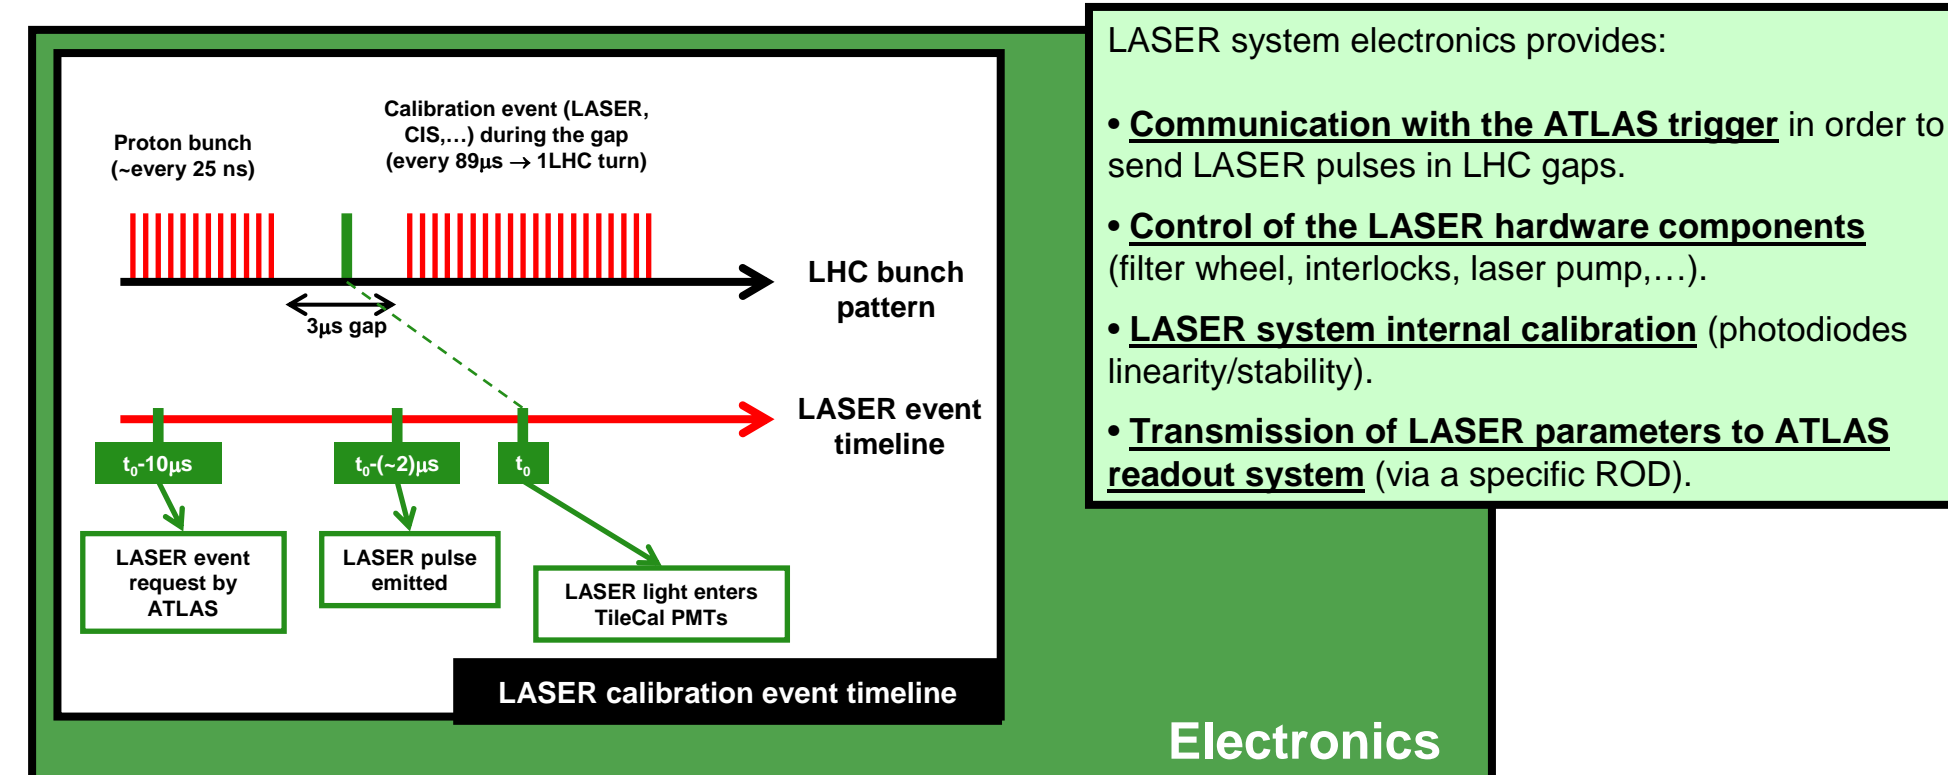 Proton bunch
(~every 25 ns)
Calibration event (LASER,
CIS,…) during the gap
(every 89μs → 1LHC turn)
LHC bunch
pattern
3μs gap
LASER event
timeline
t₀-10μs
t₀-(~2)μs
t₀
LASER event
request by
ATLAS
LASER pulse
emitted
LASER light enters
TileCal PMTs
LASER calibration event timeline
LASER system electronics provides:
• Communication with the ATLAS trigger in order to
send LASER pulses in LHC gaps.
• Control of the LASER hardware components
(filter wheel, interlocks, laser pump,…).
• LASER system internal calibration (photodiodes
linearity/stability).
• Transmission of LASER parameters to ATLAS
readout system (via a specific ROD).
Electronics